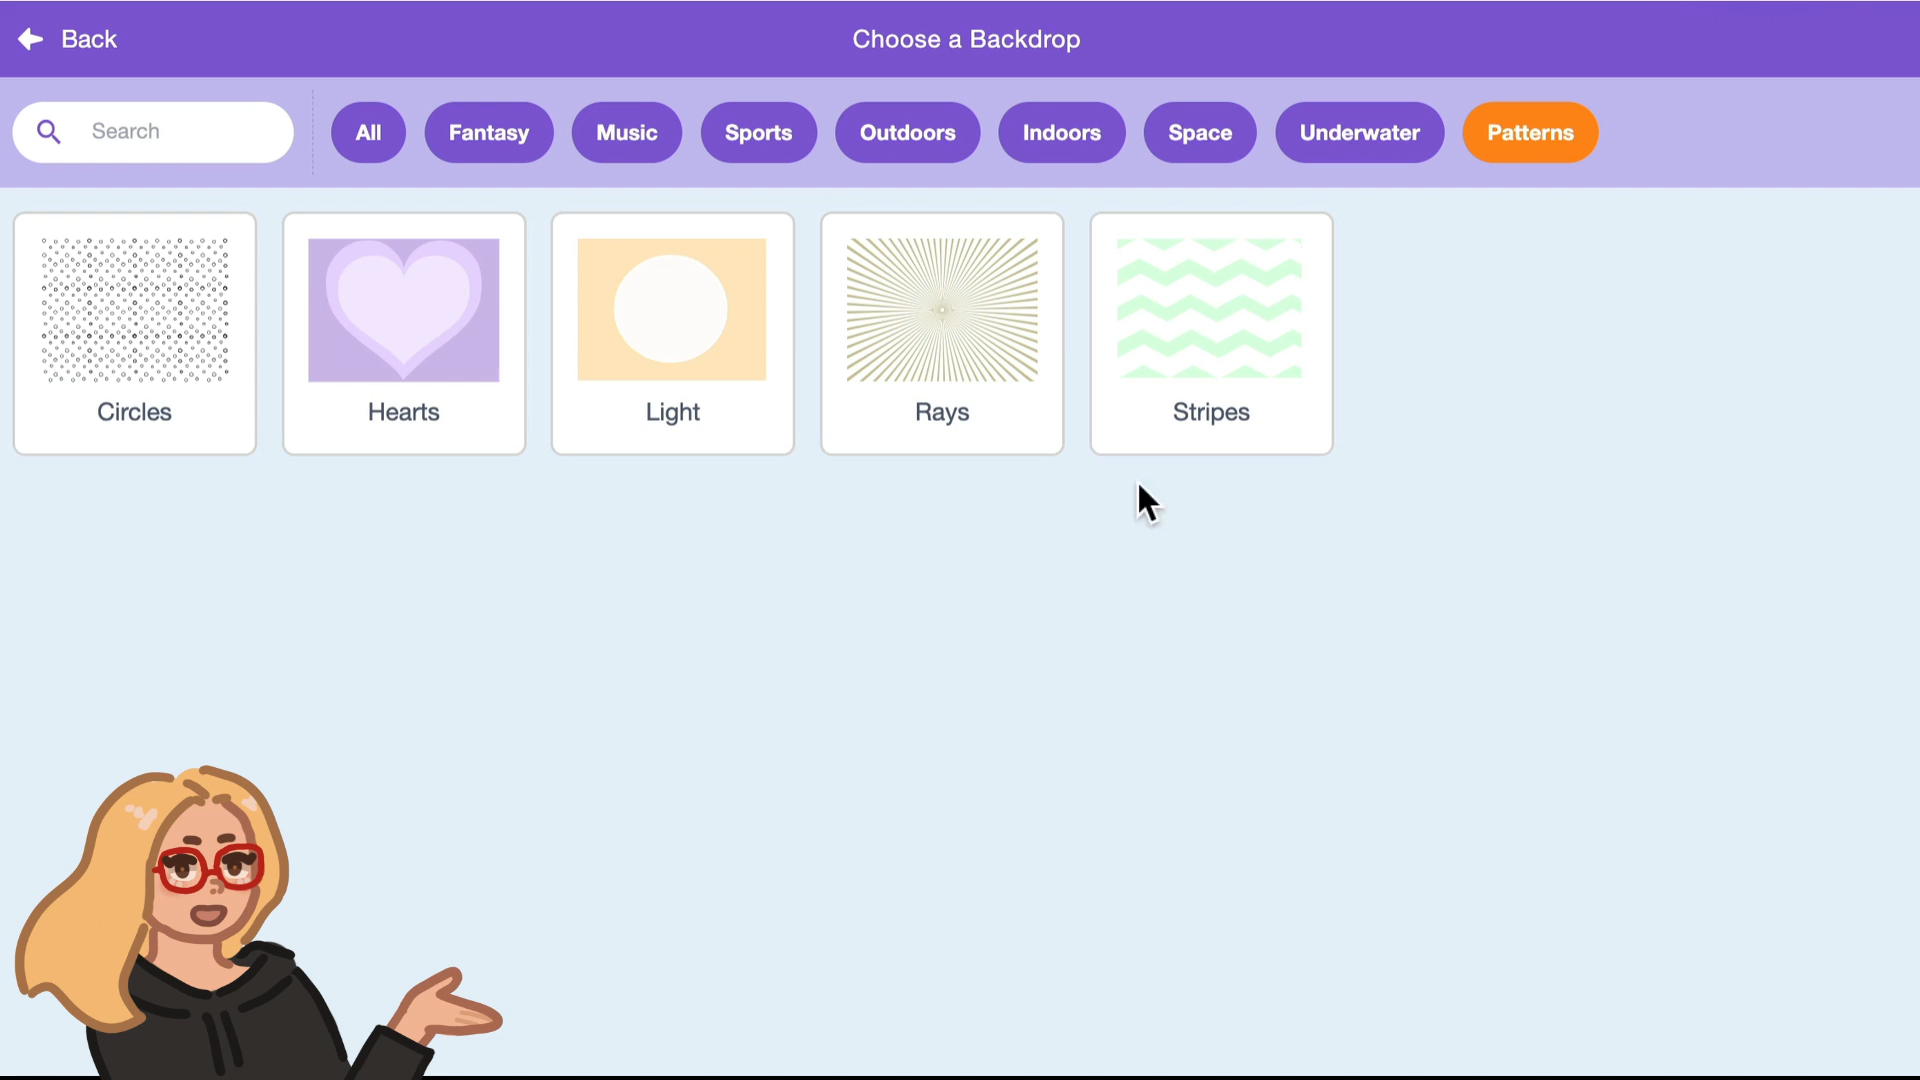 Back
Choose a Backdrop
Search
All
Fantasy
Music
Sports
Outdoors
Indoors
Space
Underwater
Patterns
Circles
Hearts
Light
Rays
Stripes